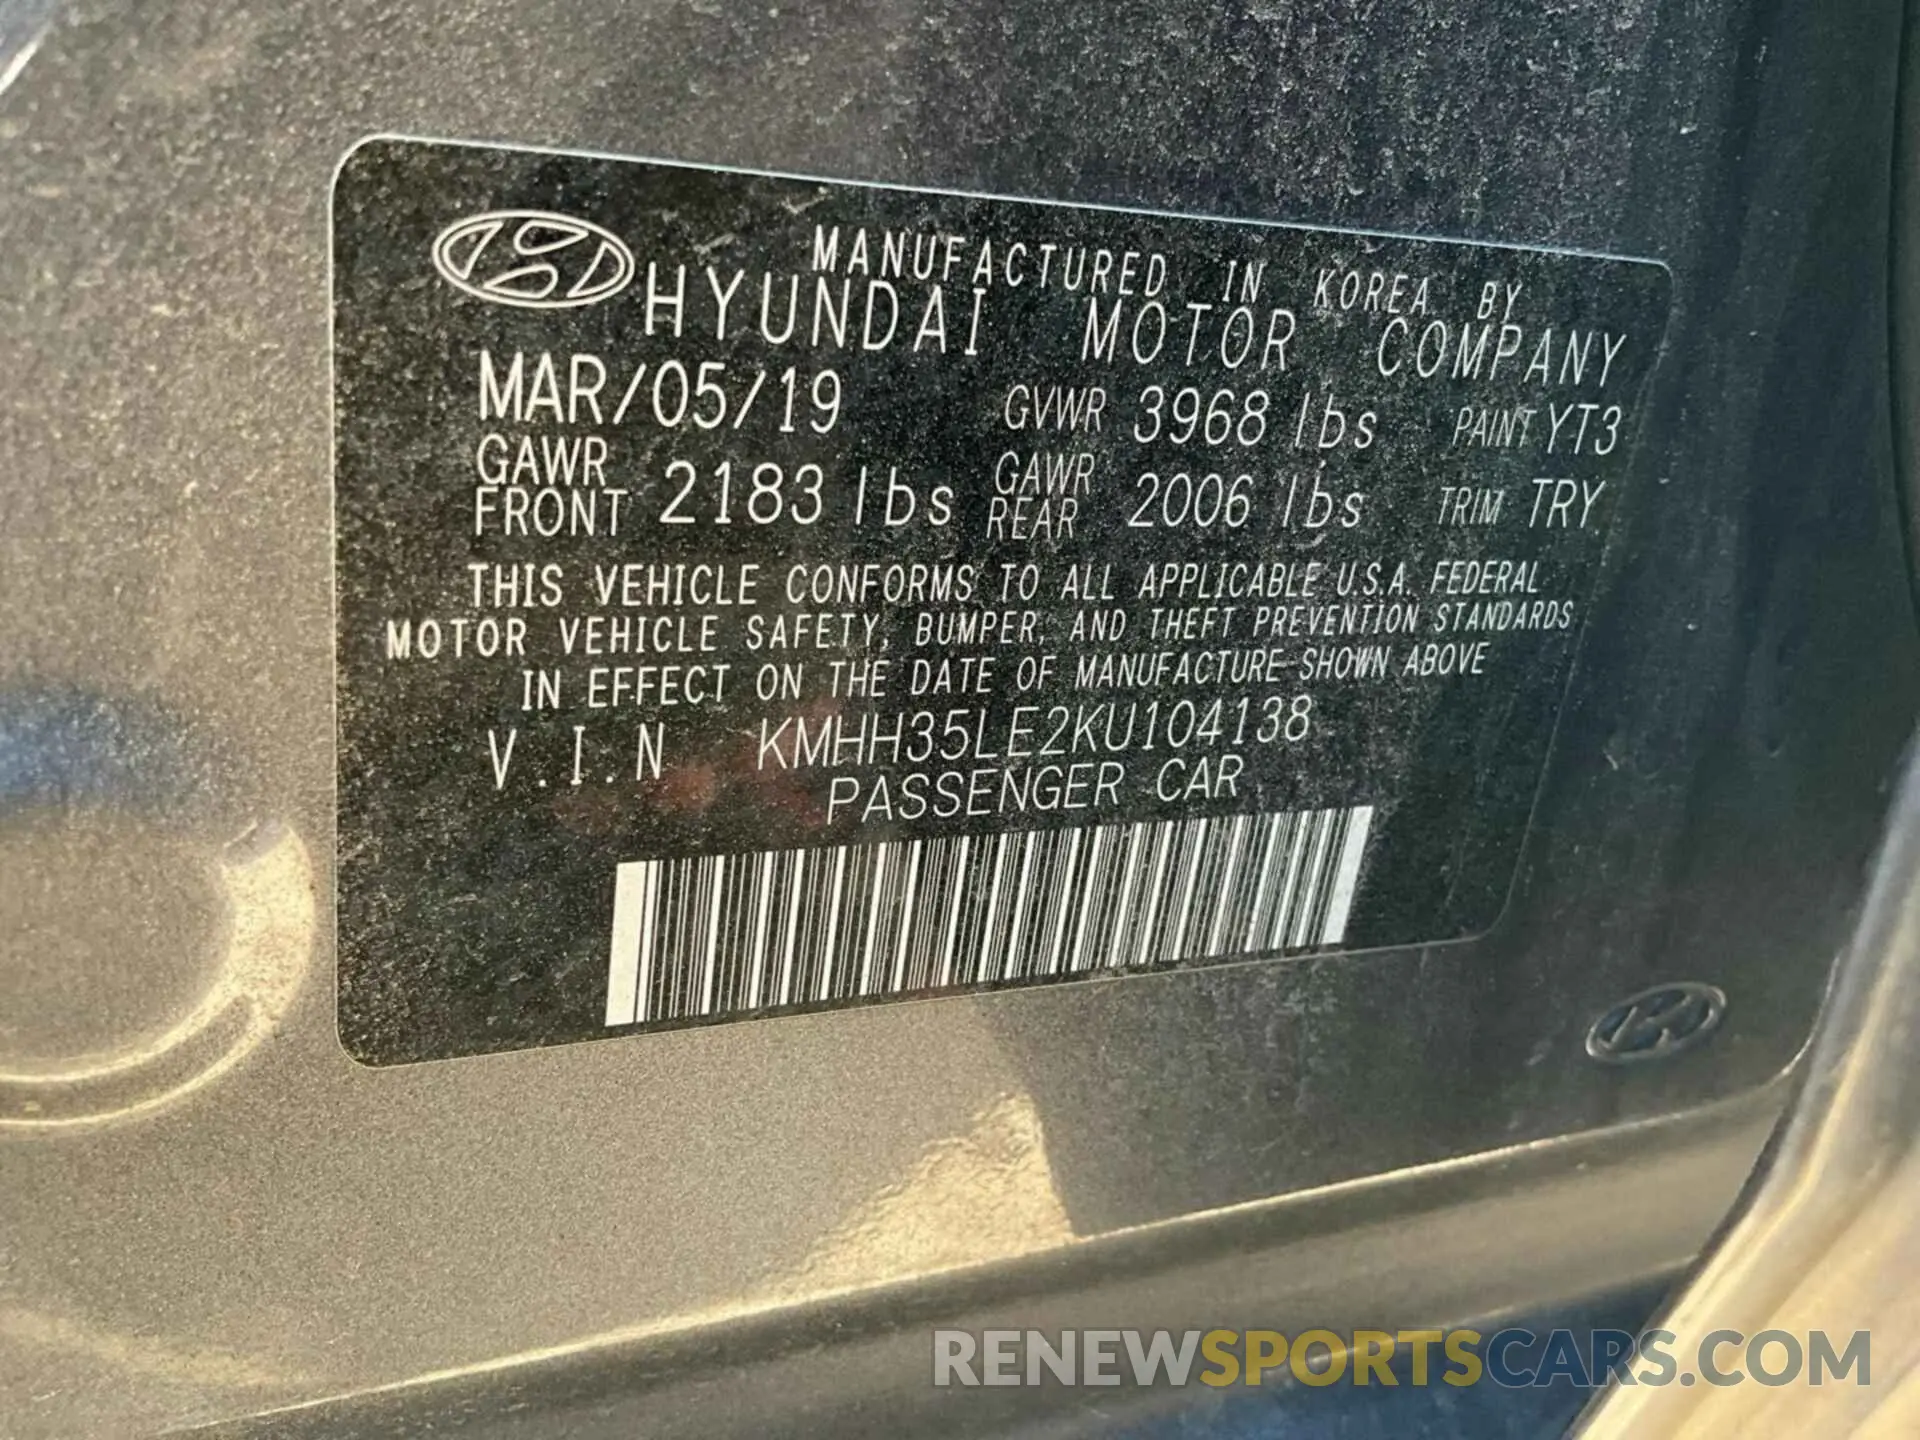 MANUFACTURED IN KOREA BY
HYUNDAI MOTOR COMPANY
MAR/05/19 GVWR 3968 lbs PAINT YT3
GAWR FRONT 2183 lbs GAWR REAR 2006 lbs TRIM TRY
THIS VEHICLE CONFORMS TO ALL APPLICABLE U.S.A. FEDERAL
MOTOR VEHICLE SAFETY, BUMPER, AND THEFT PREVENTION STANDARDS
IN EFFECT ON THE DATE OF MANUFACTURE SHOWN ABOVE
V.I.N KMHH35LE2KU104138
PASSENGER CAR
RENEWSPORTSCARS.COM